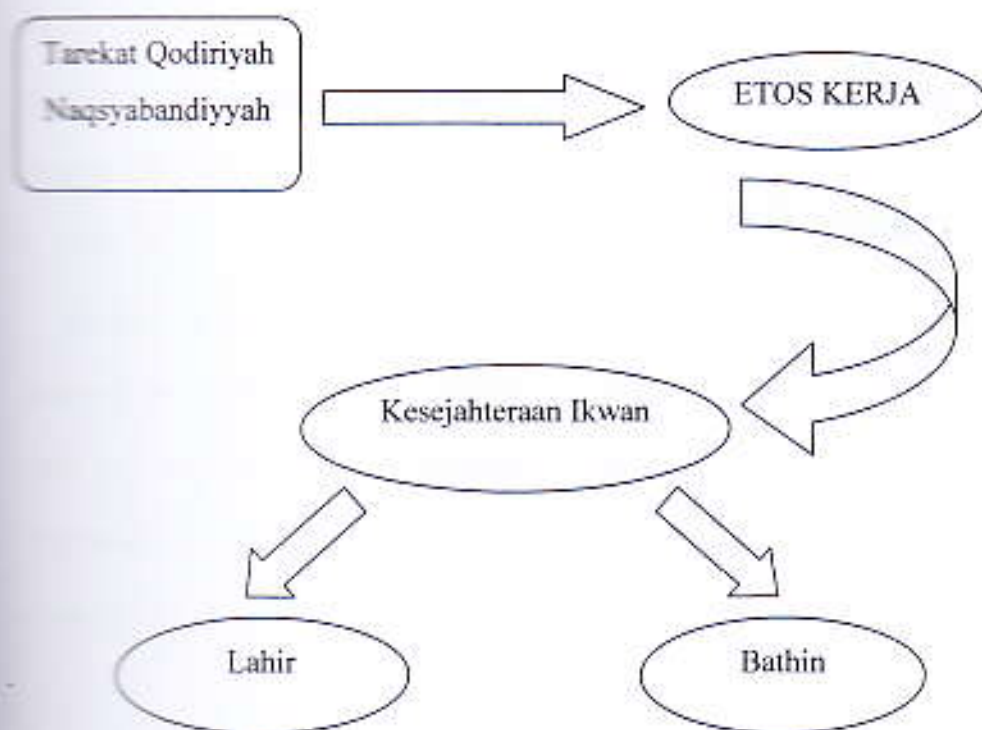 Tarekat Qodiriyah
Naqsyabandiyyah
ETOS KERJA
Kesejahteraan Ikwan
Lahir
Bathin